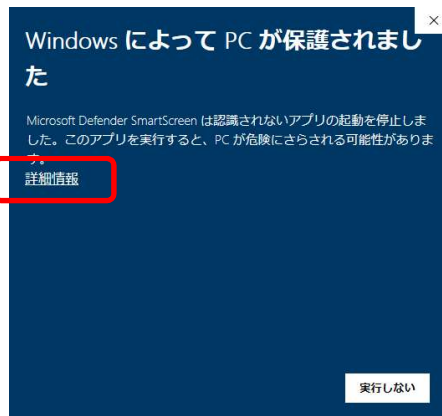 Windows によって PC が保護されまし
た
Microsoft Defender SmartScreen は認識されないアプリの起動を停止しま
した。このアプリを実行すると、PC が危険にさらされる可能性がありま
す。
詳細情報
実行しない